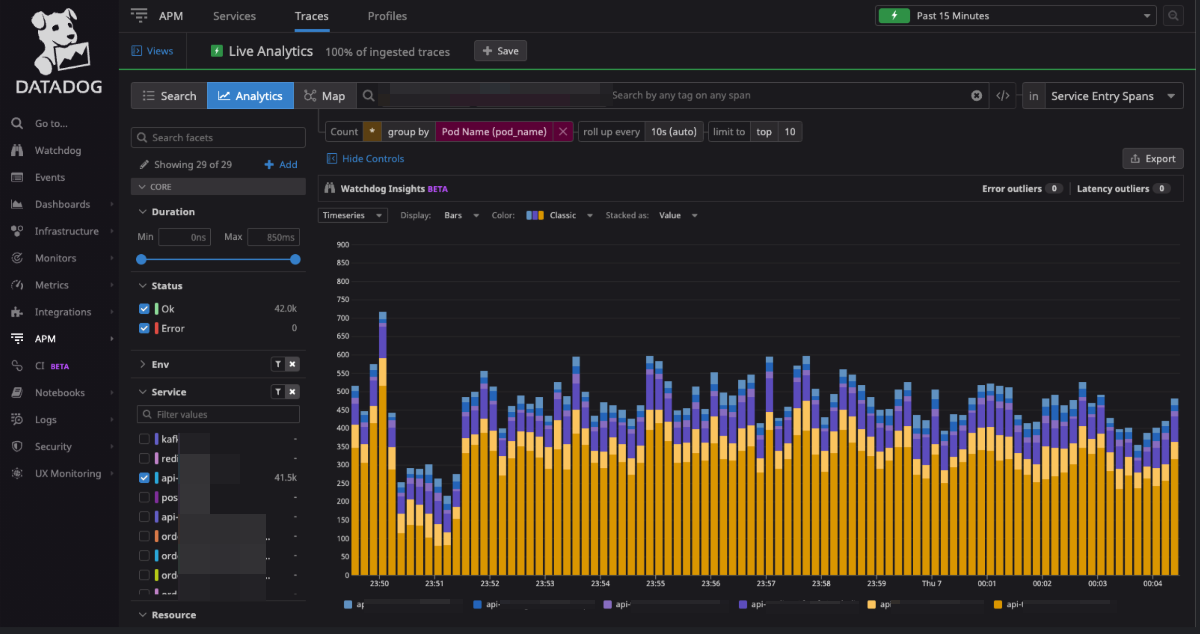 DATADOG
Go to...
Watchdog
Events
Dashboards
Infrastructure
Monitors
Metrics
Integrations
APM
CI BETA
Notebooks
Logs
Security
UX Monitoring
APM Services Traces Profiles
Past 15 Minutes
Views
Live Analytics 100% of ingested traces + Save
Search Analytics Map
Search by any tag on any span
</> in Service Entry Spans
Count * group by Pod Name (pod_name) roll up every 10s (auto) limit to top 10
Hide Controls
Export
Watchdog Insights BETA
Error outliers 0 Latency outliers 0
Timeseries Display: Bars Color: Classic Stacked as: Value
Search facets
Showing 29 of 29 + Add
CORE
Duration
Min 0ns Max 850ms
Status
Ok 42.0k
Error 0
Env
Service
Filter values
kafk -
redi -
api- 41.5k
pos -
api- -
ord .. -
ord .. -
ord .. -
Resource
900
850
800
750
700
650
600
550
500
450
400
350
300
250
200
150
100
50
0
23:50 23:51 23:52 23:53 23:54 23:55 23:56 23:57 23:58 23:59 Thu 7 00:01 00:02 00:03 00:04
ap api- api- api- api api-t